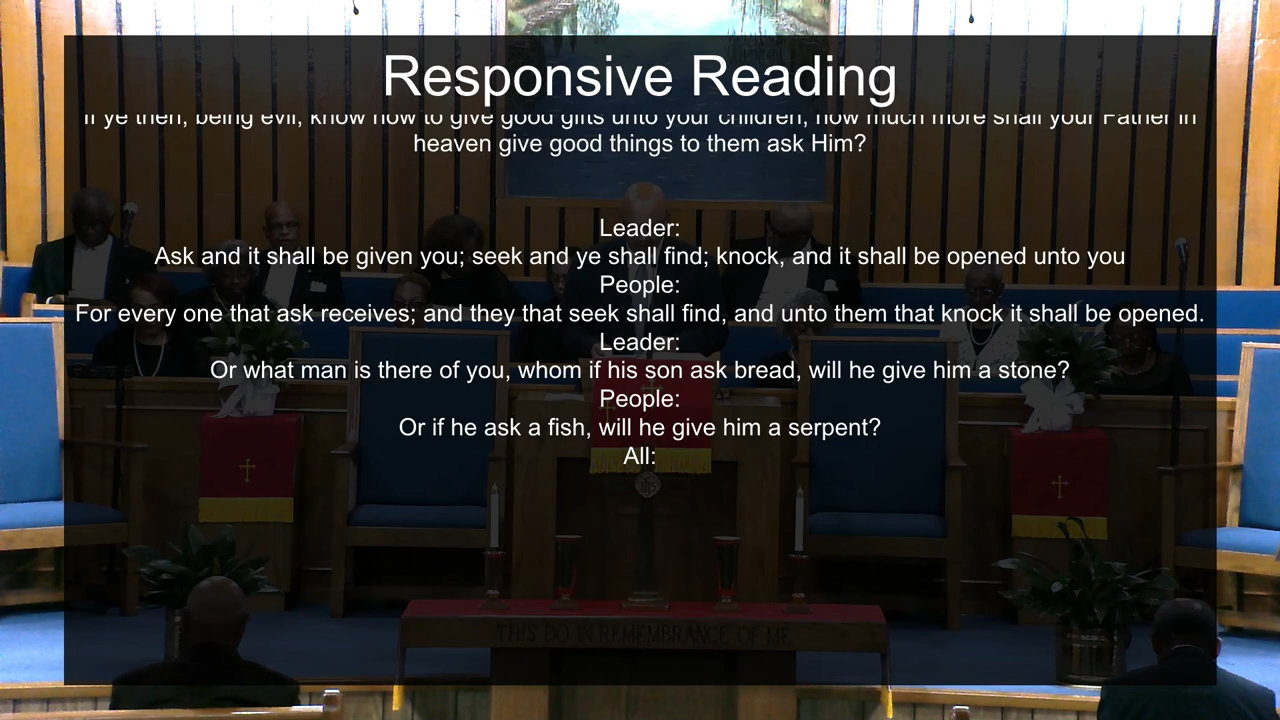 Responsive Reading
If ye then, being evil, know how to give good gifts unto your children, how much more shall your Father in
heaven give good things to them ask Him?
Leader:
Ask and it shall be given you; seek and ye shall find; knock, and it shall be opened unto you
People:
For every one that ask receives; and they that seek shall find, and unto them that knock it shall be opened.
Leader:
Or what man is there of you, whom if his son ask bread, will he give him a stone?
People:
Or if he ask a fish, will he give him a serpent?
All:
THIS DO IN REMEMBRANCE OF ME